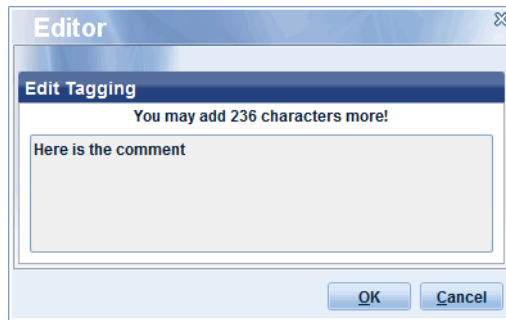 Editor
Edit Tagging
You may add 236 characters more!
Here is the comment
OK Cancel